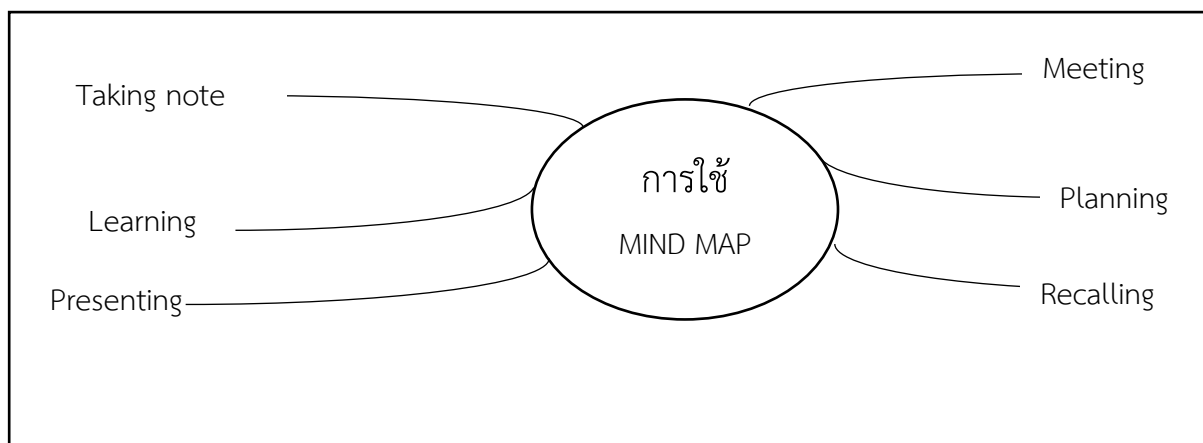 Meeting
Taking note
การใช้
MIND MAP
Planning
Learning
Presenting
Recalling